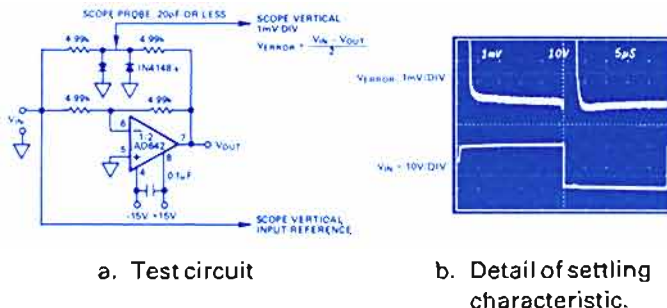 SCOPE PROBE 20pF OR LESS
SCOPE VERTICAL
1mV DIV
4.99k
4.99k
VERROR = VIN - VOUT
2
IN4148's
4.99k
4.99k
VIN
6
1/2
AD642
7
VOUT
5
4
8
0.1µF
-15V +15V
SCOPE VERTICAL
INPUT REFERENCE
VERROR 1mV/DIV
VIN = 10V/DIV
1mV 10V 5µS
a. Test circuit
b. Detail of settling
characteristic.